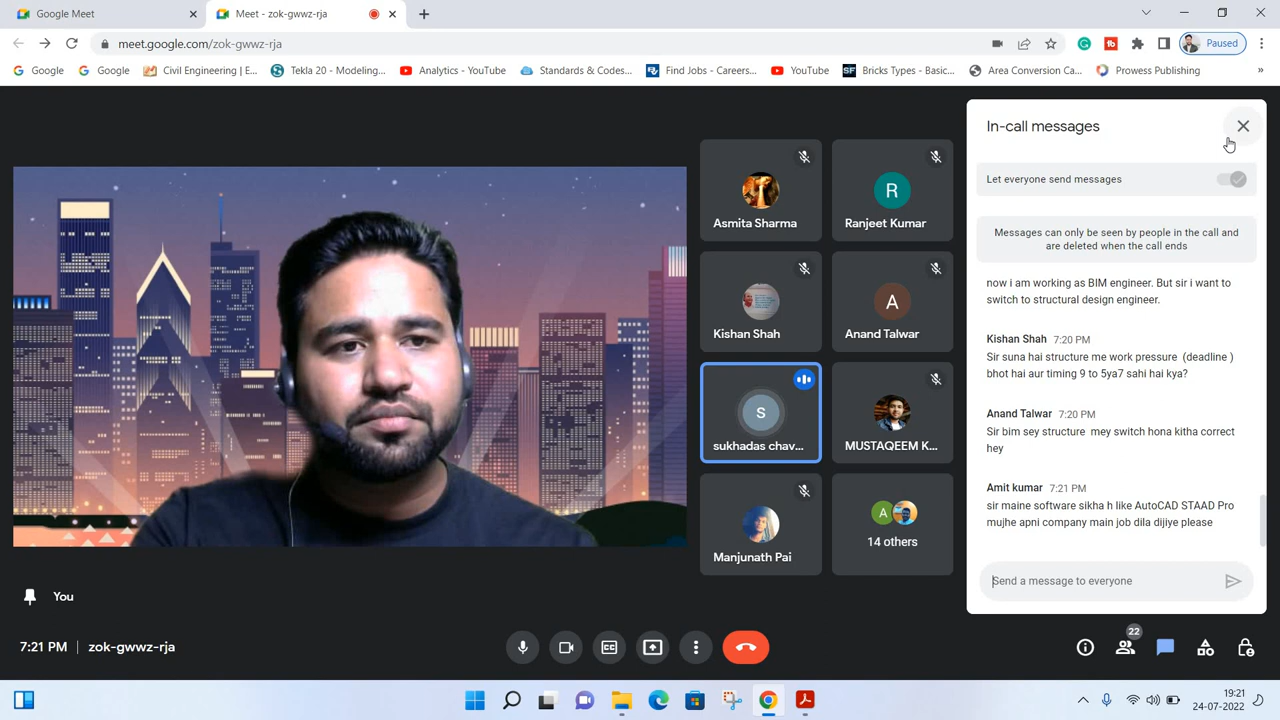 Google Meet
Meet - zok-gwwz-rja
meet.google.com/zok-gwwz-rja
Paused
Google
Google
Civil Engineering | E...
Tekla 20 - Modeling...
Analytics - YouTube
Standards & Codes...
Find Jobs - Careers...
YouTube
SF
Bricks Types - Basic...
Area Conversion Ca...
Prowess Publishing
»
Asmita Sharma
R
Ranjeet Kumar
Kishan Shah
A
Anand Talwar
S
sukhadas chav...
MUSTAQEEM K...
Manjunath Pai
A
14 others
In-call messages
Let everyone send messages
Messages can only be seen by people in the call and
are deleted when the call ends
now i am working as BIM engineer. But sir i want to
switch to structural design engineer.
Kishan Shah 7:20 PM
Sir suna hai structure me work pressure (deadline )
bhot hai aur timing 9 to 5ya7 sahi hai kya?
Anand Talwar 7:20 PM
Sir bim sey structure mey switch hona kitha correct
hey
Amit kumar 7:21 PM
sir maine software sikha h like AutoCAD STAAD Pro
mujhe apni company main job dila dijiye please
Send a message to everyone
You
7:21 PM | zok-gwwz-rja
CC
22
19:21
24-07-2022